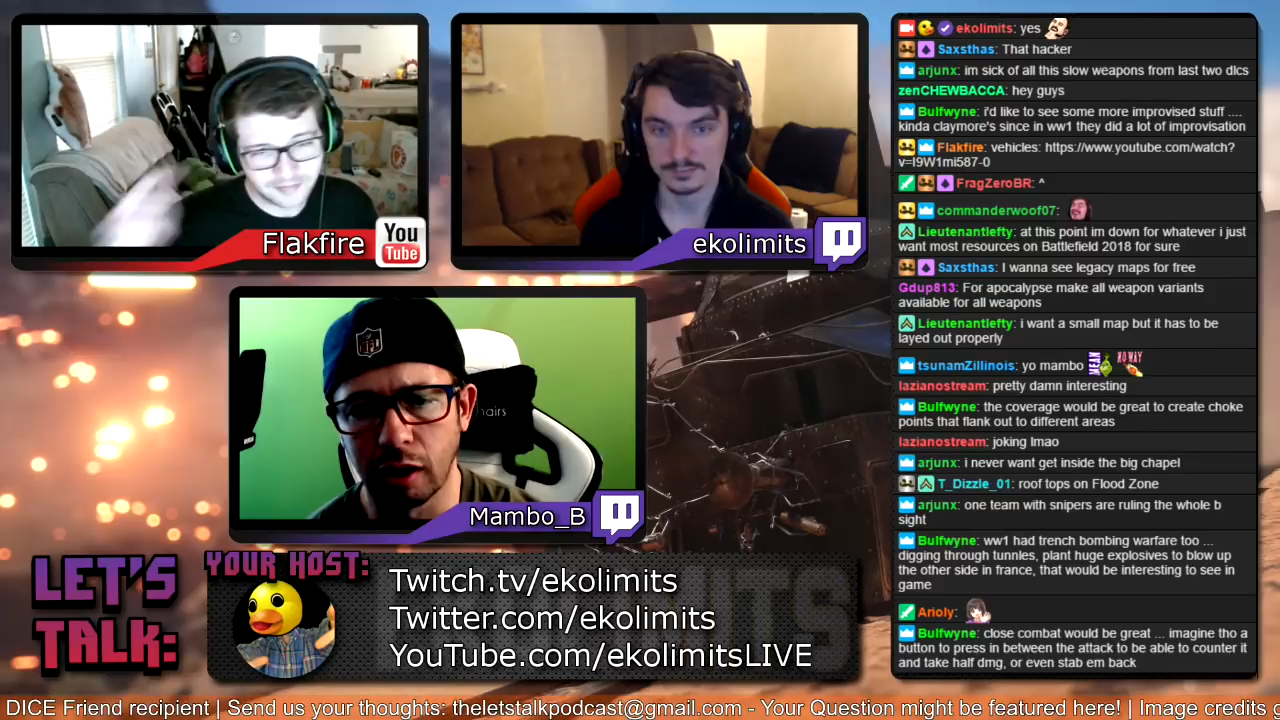 Flakfire
You
Tube
ekolimits
NFL
hairs
Mambo_B
LET'S
TALK:
YOUR HOST:
Twitch.tv/ekolimits
Twitter.com/ekolimits
YouTube.com/ekolimitsLIVE
ekolimits: yes
Saxsthas: That hacker
arjunx: im sick of all this slow weapons from last two dlcs
zenCHEWBACCA: hey guys
Bulfwyne: i'd like to see some more improvised stuff ....
kinda claymore's since in ww1 they did a lot of improvisation
Flakfire: vehicles: https://www.youtube.com/watch?
v=I9W1mi587-0
FragZeroBR: ^
commanderwoof07:
Lieutenantlefty: at this point im down for whatever i just
want most resources on Battlefield 2018 for sure
Saxsthas: I wanna see legacy maps for free
Gdup813: For apocalypse make all weapon variants
available for all weapons
Lieutenantlefty: i want a small map but it has to be
layed out properly
tsunamZillinois: yo mambo YEAH NO WAY
lazianostream: pretty damn interesting
Bulfwyne: the coverage would be great to create choke
points that flank out to different areas
lazianostream: joking lmao
arjunx: i never want get inside the big chapel
T_Dizzle_01: roof tops on Flood Zone
arjunx: one team with snipers are ruling the whole b
sight
Bulfwyne: ww1 had trench bombing warfare too ...
digging through tunnles, plant huge explosives to blow up
the other side in france, that would be interesting to see in
game
Arioly:
Bulfwyne: close combat would be great ... imagine tho a
button to press in between the attack to be able to counter it
and take half dmg, or even stab em back
DICE Friend recipient | Send us your thoughts: theletstalkpodcast@gmail.com - Your Question might be featured here! | Image credits